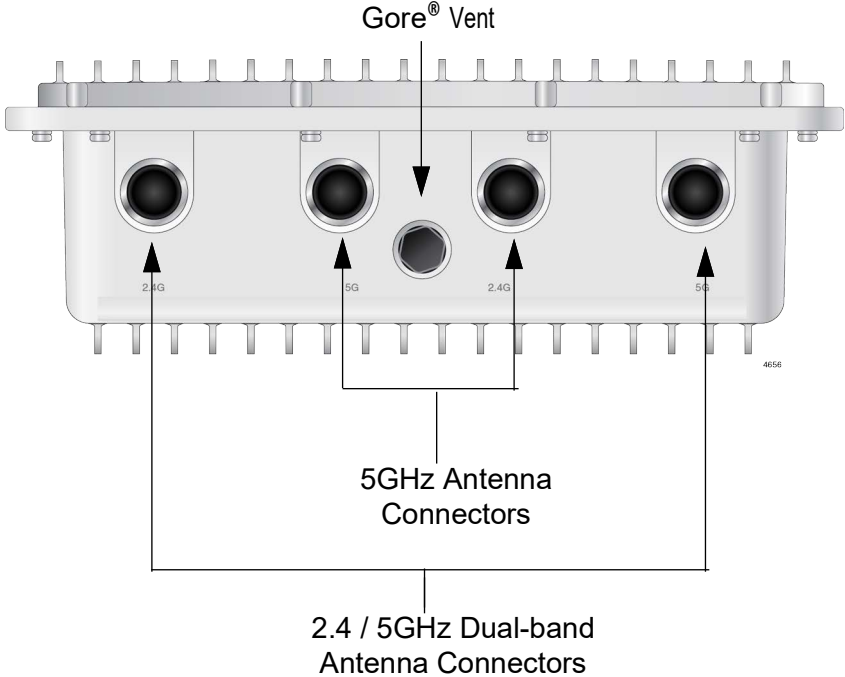 Gore® Vent
2.4G 5G 2.4G 5G
4656
5GHz Antenna
Connectors
2.4 / 5GHz Dual-band
Antenna Connectors